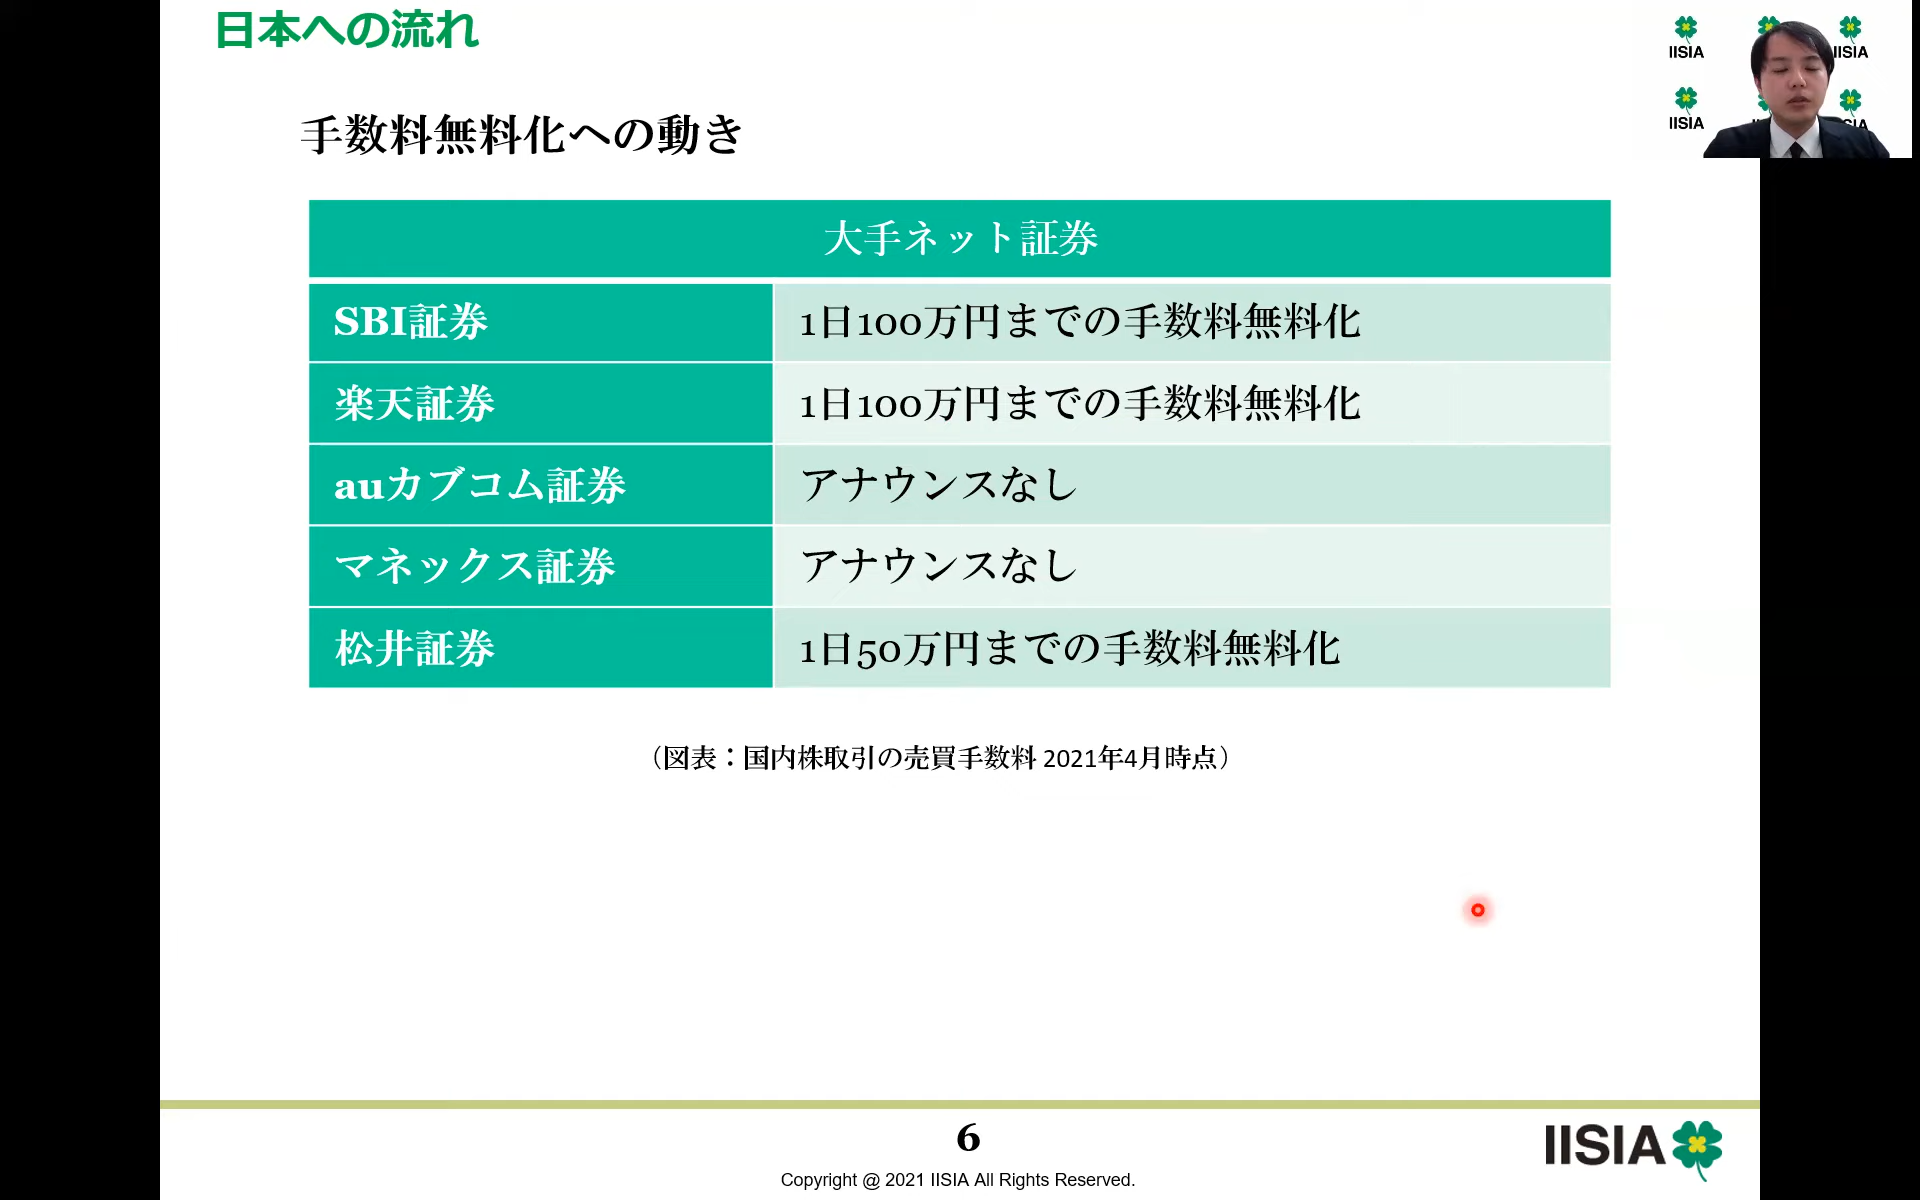 日本への流れ
IISIA
IISIA
IISIA
手数料無料化への動き
大手ネット証券
SBI証券 1日100万円までの手数料無料化
楽天証券 1日100万円までの手数料無料化
auカブコム証券 アナウンスなし
マネックス証券 アナウンスなし
松井証券 1日50万円までの手数料無料化
（図表：国内株取引の売買手数料 2021年4月時点）
6
IISIA
Copyright @ 2021 IISIA All Rights Reserved.